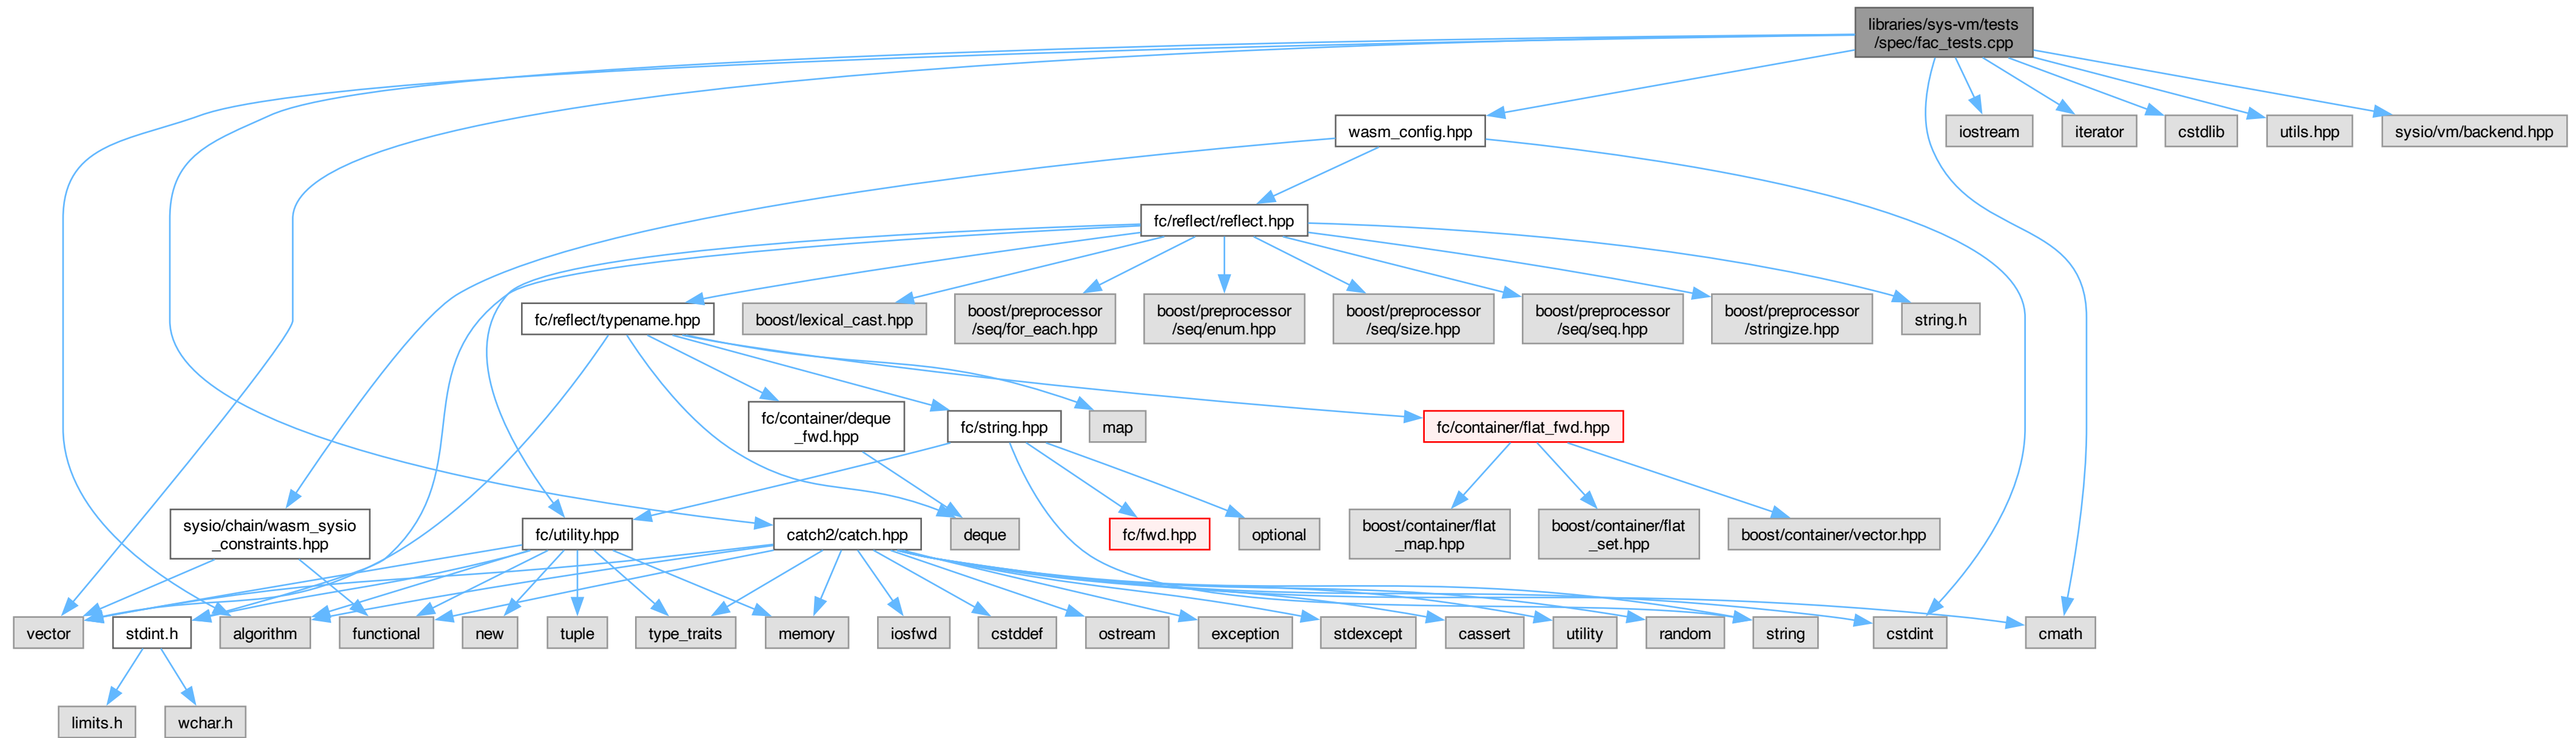 libraries/sys-vm/tests
/spec/fac_tests.cpp
wasm_config.hpp
iostream
iterator
cstdlib
utils.hpp
sysio/vm/backend.hpp
fc/reflect/reflect.hpp
fc/reflect/typename.hpp
boost/lexical_cast.hpp
boost/preprocessor
/seq/for_each.hpp
boost/preprocessor
/seq/enum.hpp
boost/preprocessor
/seq/size.hpp
boost/preprocessor
/seq/seq.hpp
boost/preprocessor
/stringize.hpp
string.h
fc/container/deque
_fwd.hpp
fc/string.hpp
map
fc/container/flat_fwd.hpp
sysio/chain/wasm_sysio
_constraints.hpp
fc/utility.hpp
catch2/catch.hpp
deque
fc/fwd.hpp
optional
boost/container/flat
_map.hpp
boost/container/flat
_set.hpp
boost/container/vector.hpp
vector
stdint.h
algorithm
functional
new
tuple
type_traits
memory
iosfwd
cstddef
ostream
exception
stdexcept
cassert
utility
random
string
cstdint
cmath
limits.h
wchar.h